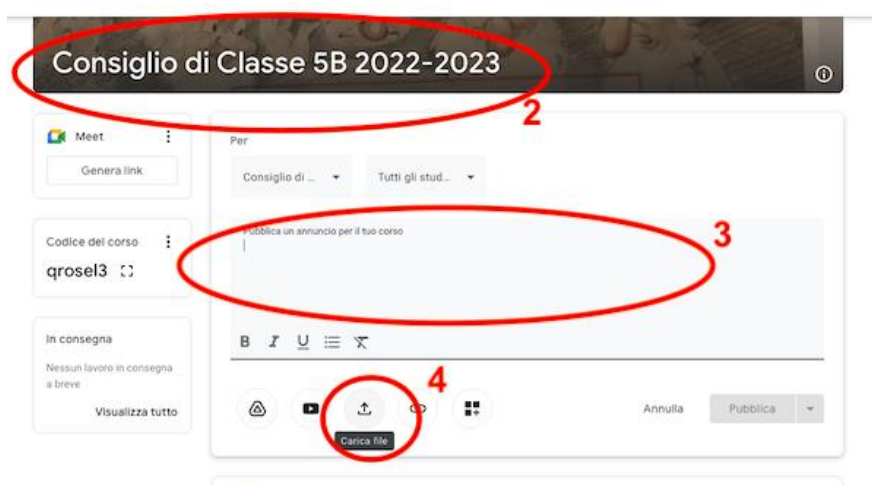 Consiglio di Classe 5B 2022-2023
2
Meet
Genera link
Codice del corso
qrosel3
In consegna
Nessun lavoro in consegna
a breve
Visualizza tutto
Per
Consiglio di ...
Tutti gli stud...
Pubblica un annuncio per il tuo corso
3
B I U
4
Carica file
Annulla
Pubblica